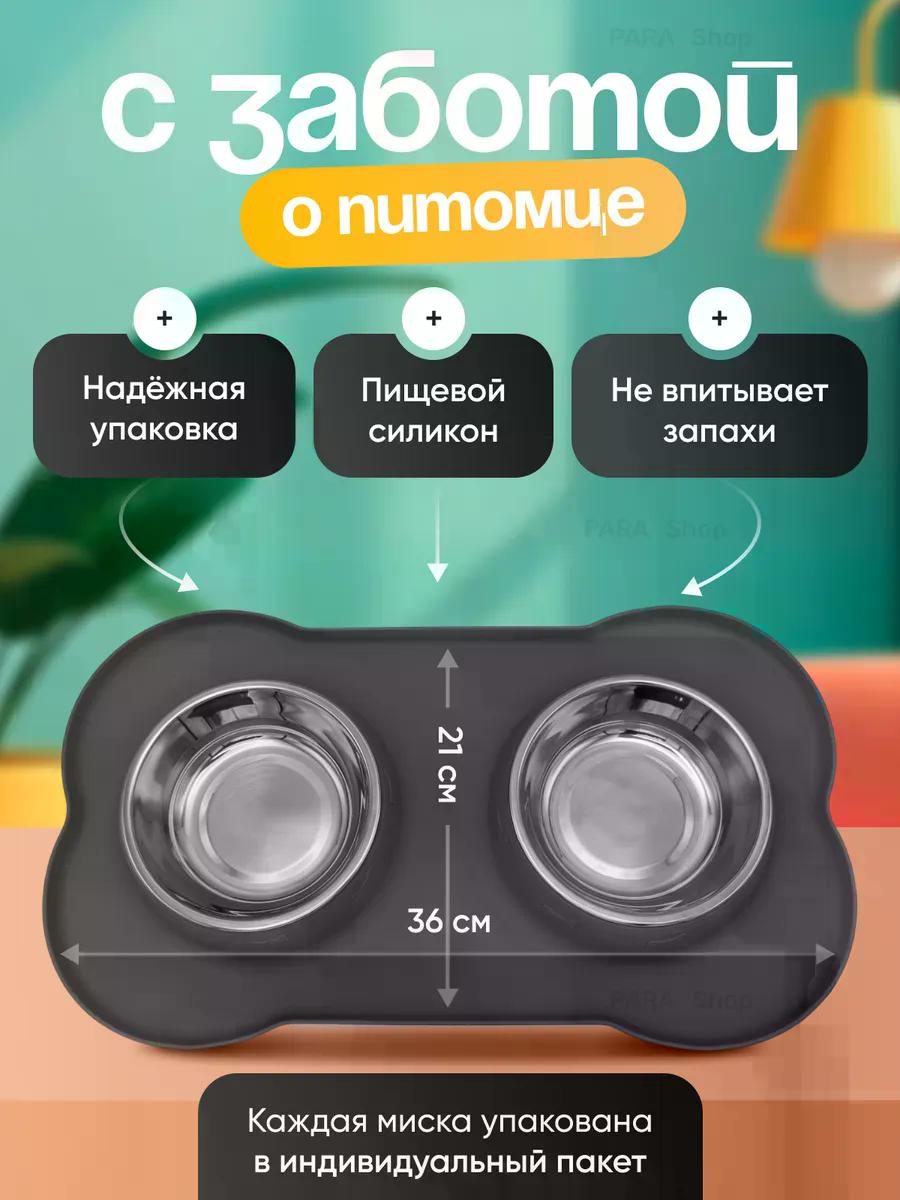 PARA Shop
с заботой
о питомце
+
+
+
Надёжная
упаковка
Пищевой
силикон
Не впитывает
запахи
PARA Shop
21 см
36 см
PARA Shop
Каждая миска упакована
в индивидуальный пакет